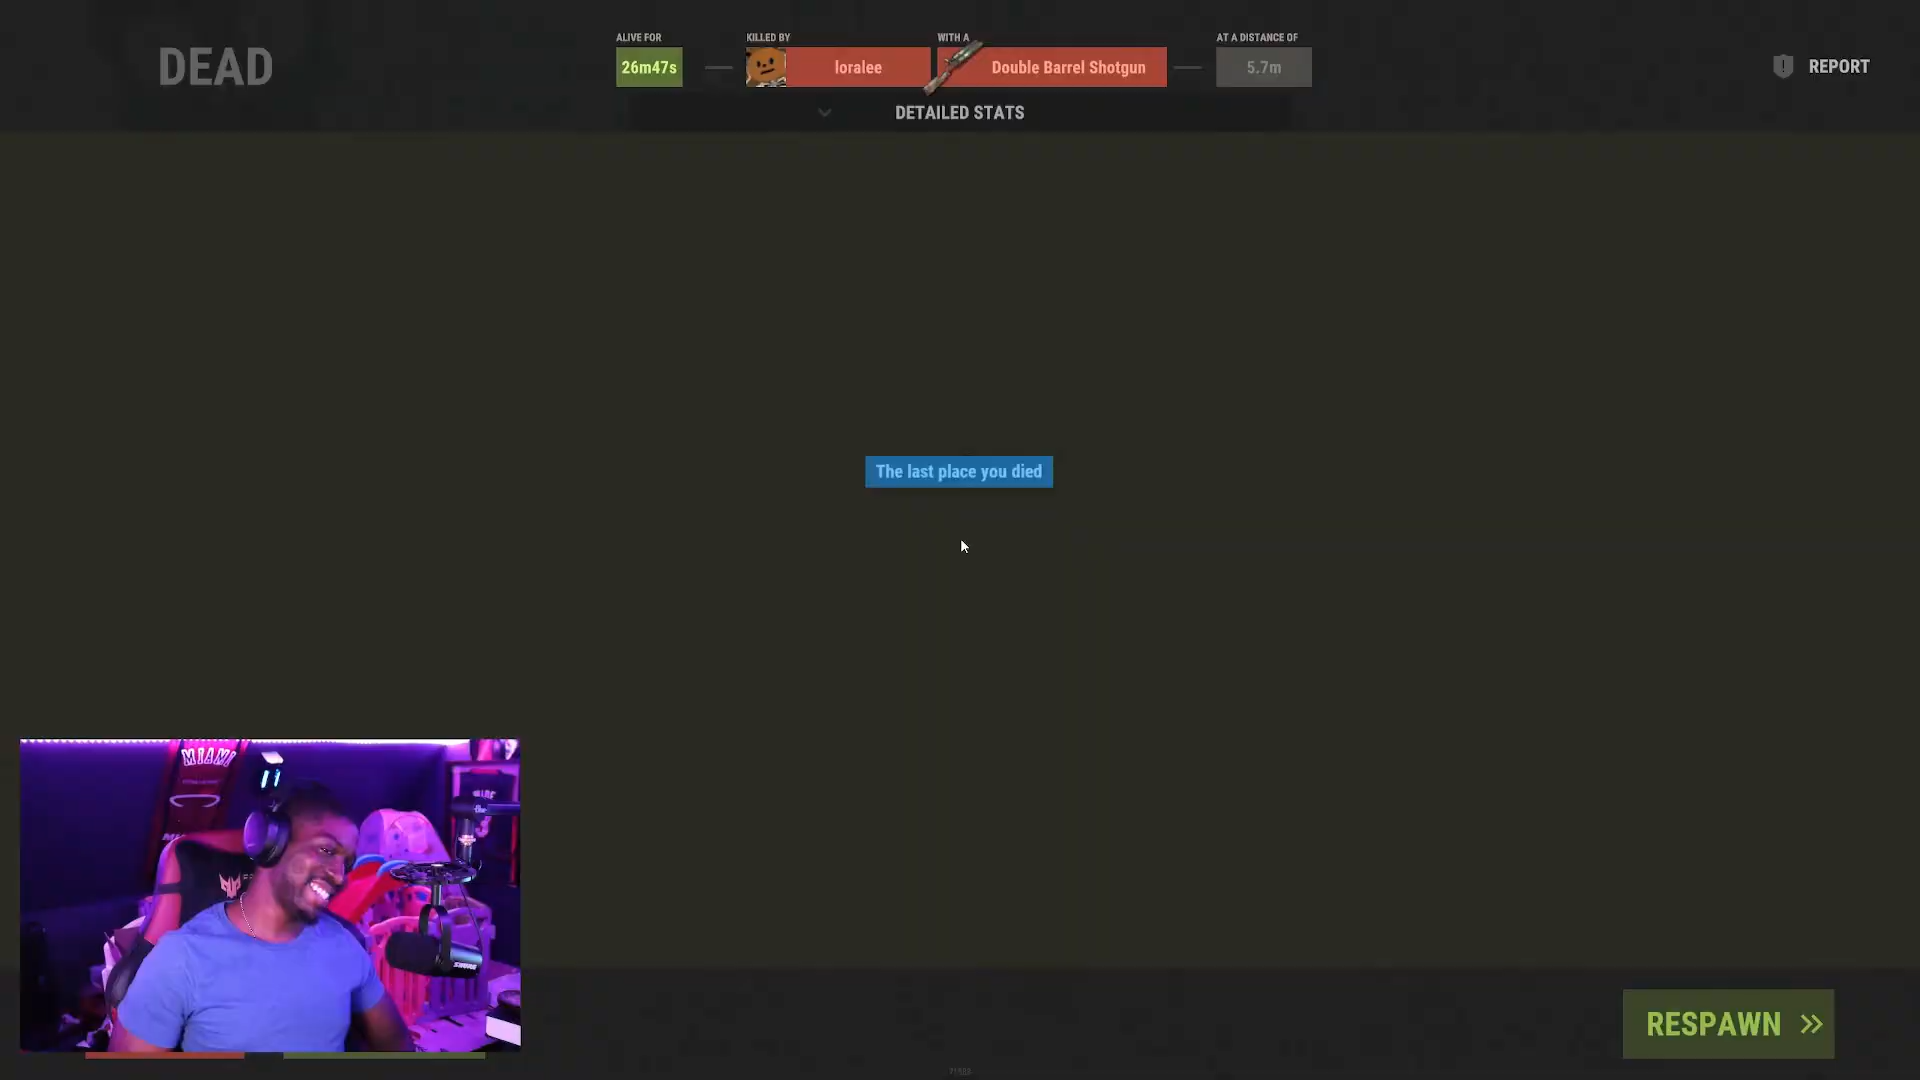 DEAD
ALIVE FOR
26m47s
KILLED BY
loralee
WITH A
Double Barrel Shotgun
AT A DISTANCE OF
5.7m
REPORT
DETAILED STATS
The last place you died
MIAMI
SHURE
RESPAWN